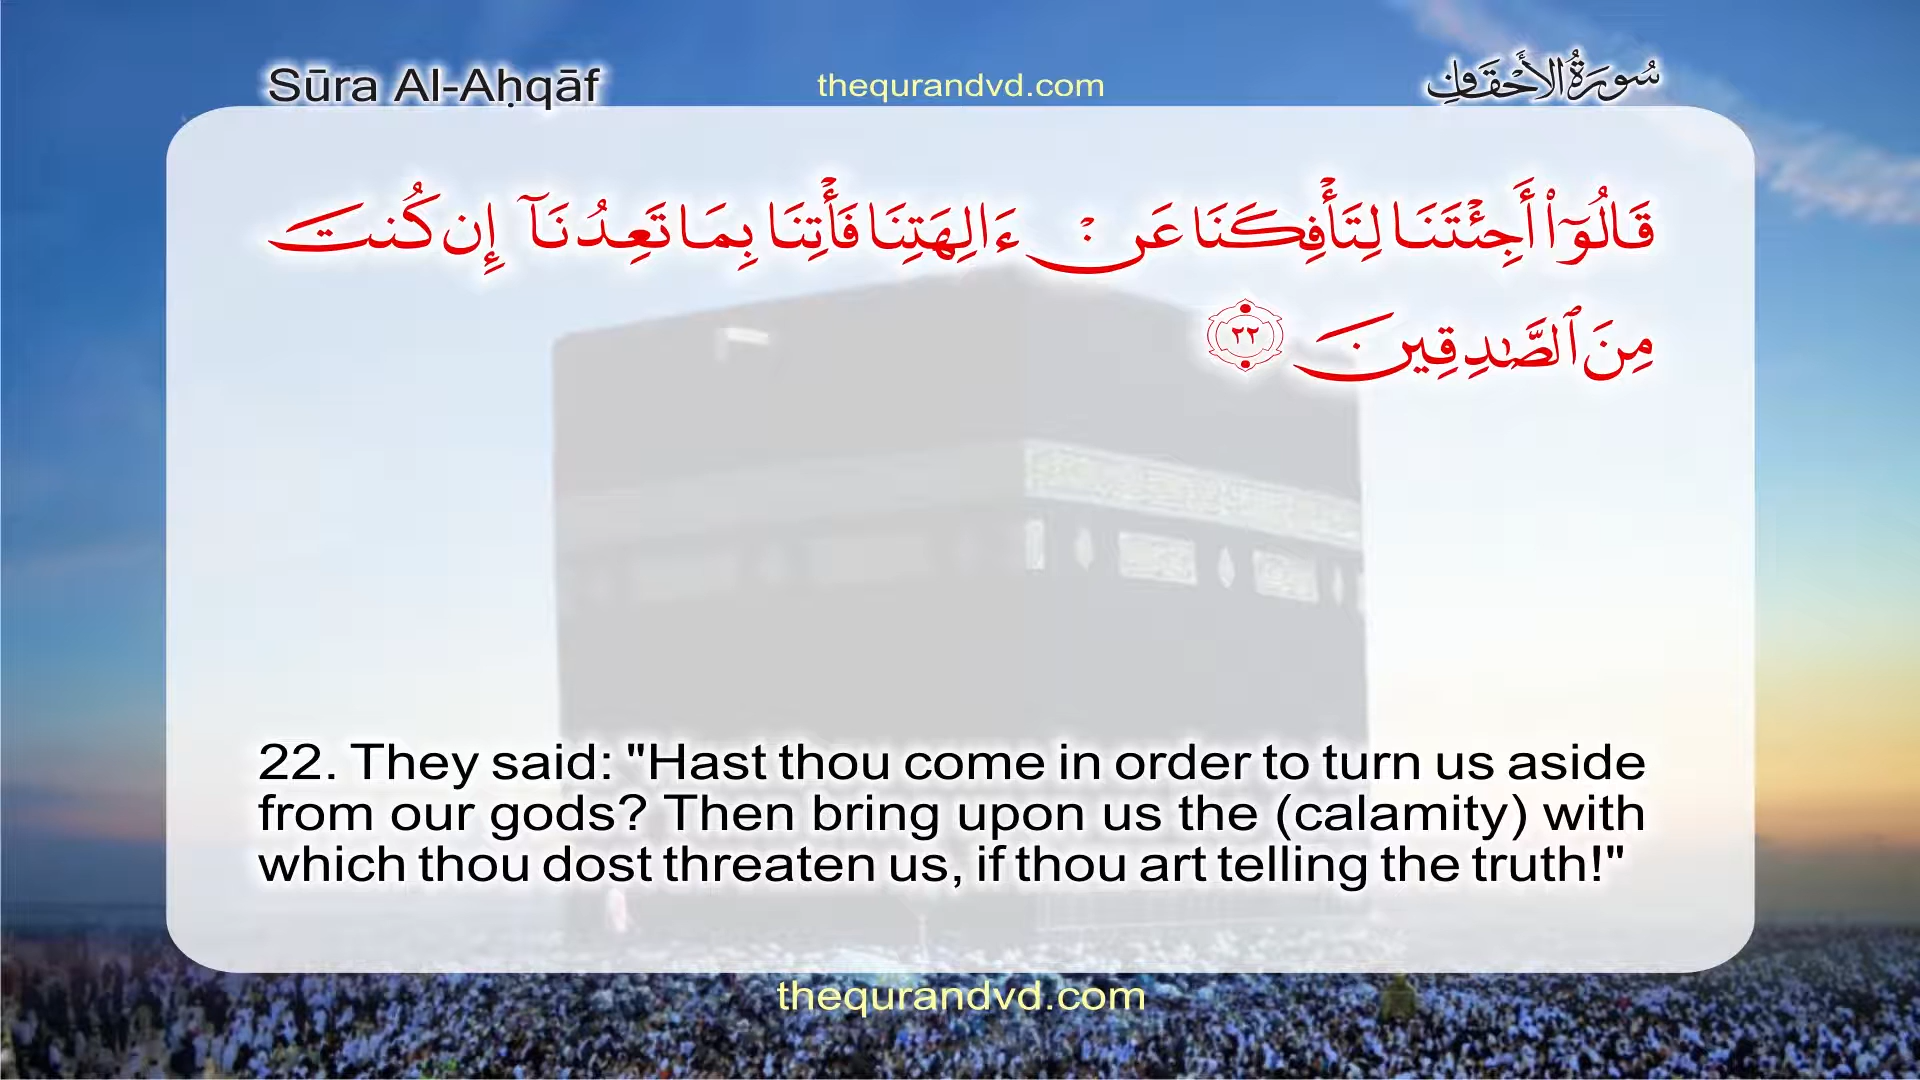 Sūra Al-Aḥqāf
thequrandvd.com
سُورَةُ الأَحْقَافِ
قَالُوٓا۟ أَجِئْتَنَا لِتَأْفِكَنَا عَنْ ءَالِهَتِنَا فَأْتِنَا بِمَا تَعِدُنَآ إِن كُنتَ
مِنَ ٱلصَّـٰدِقِينَ ٢٢
22. They said: "Hast thou come in order to turn us aside
from our gods? Then bring upon us the (calamity) with
which thou dost threaten us, if thou art telling the truth!"
thequrandvd.com